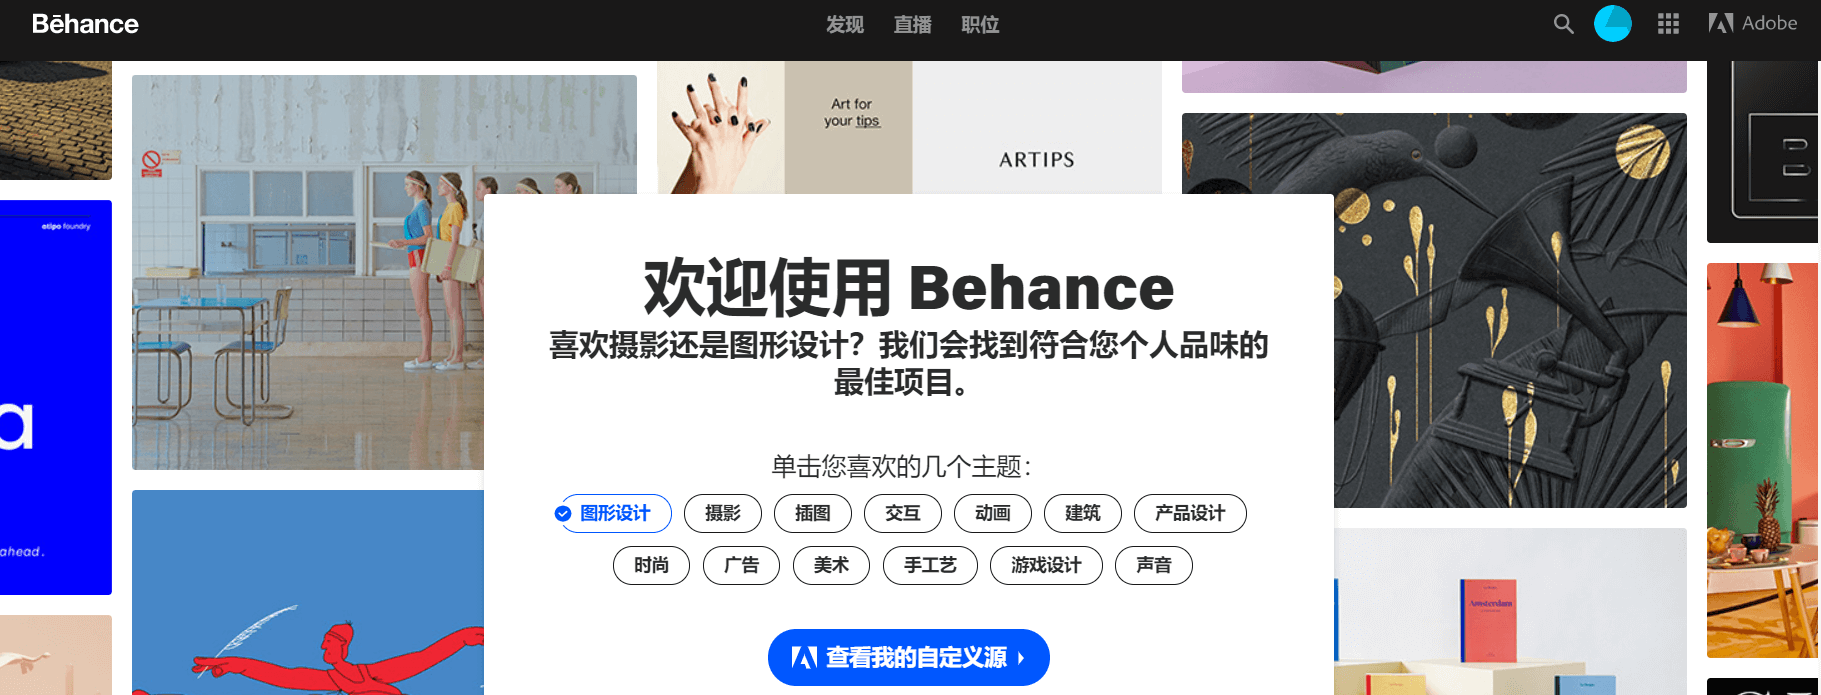 Bēhance
发现 直播 职位
Adobe
Art for
your tips
ARTIPS
atipo foundry
欢迎使用 Behance
喜欢摄影还是图形设计？我们会找到符合您个人品味的
最佳项目。
单击您喜欢的几个主题：
图形设计 摄影 插图 交互 动画 建筑 产品设计
时尚 广告 美术 手工艺 游戏设计 声音
查看我的自定义源
a
ahead.
Amsterdam